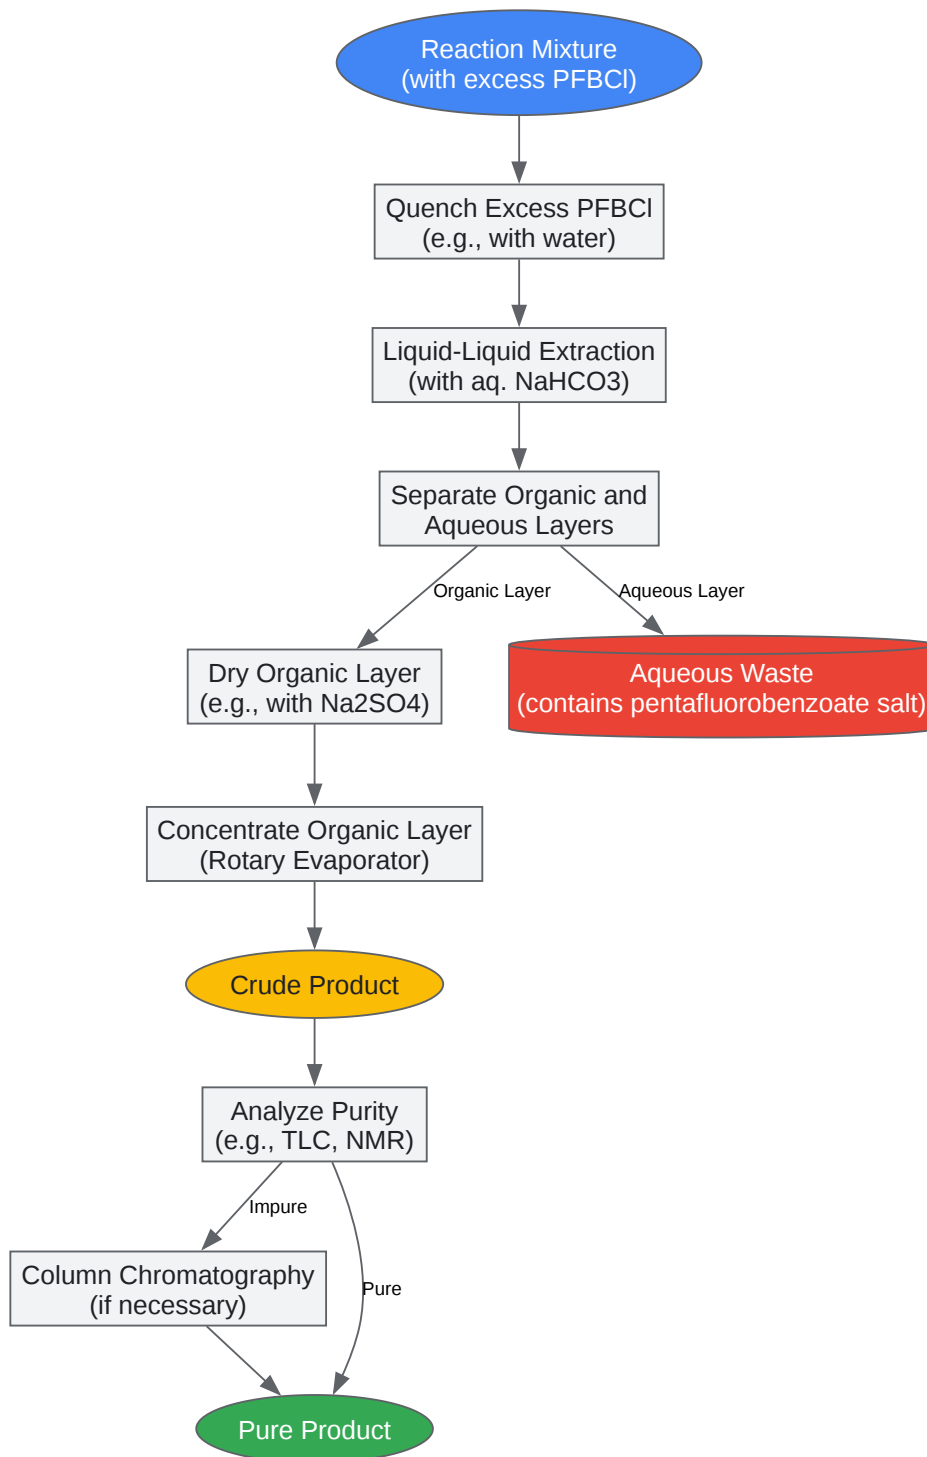 Reaction Mixture
(with excess PFBCl)
Quench Excess PFBCl
(e.g., with water)
Liquid-Liquid Extraction
(with aq. NaHCO3)
Separate Organic and
Aqueous Layers
Organic Layer
Aqueous Layer
Dry Organic Layer
(e.g., with Na2SO4)
Aqueous Waste
(contains pentafluorobenzoate salt)
Concentrate Organic Layer
(Rotary Evaporator)
Crude Product
Analyze Purity
(e.g., TLC, NMR)
Impure
Column Chromatography
(if necessary)
Pure
Pure Product